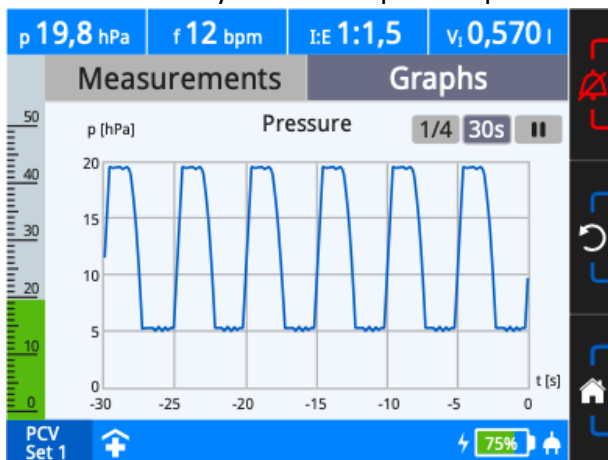 p 19,8 hPa f 12 bpm I:E 1:1,5 VI 0,570 l
Measurements Graphs
p [hPa] Pressure 1/4 30s
50
40
30
20
10
0
20
15
10
5
0
t [s]
-30 -25 -20 -15 -10 -5 0
PCV
Set 1
75%